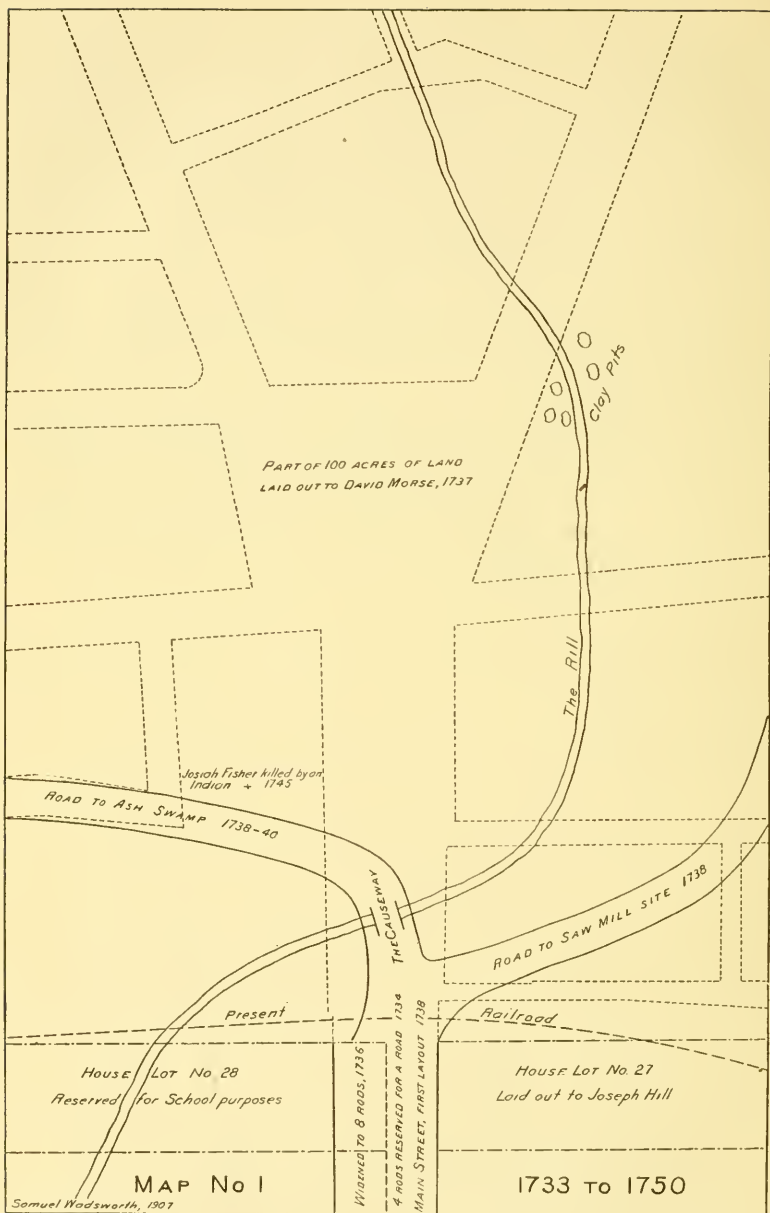 Clay Pits
PART OF 100 ACRES OF LAND
LAID OUT TO DAVID MORSE, 1737
The Rill
Josiah Fisher killed by an
Indian + 1745
ROAD TO ASH SWAMP 1738-40
THE CAUSEWAY
ROAD TO SAW MILL SITE 1738
Present Railroad
HOUSE LOT No. 28
Reserved for School purposes
WIDENED TO 8 RODS, 1736
4 RODS RESERVED FOR A ROAD 1734
MAIN STREET, FIRST LAYOUT 1738
HOUSE LOT No. 27
Laid out to Joseph Hill
MAP No 1
1733 TO 1750
Samuel Wadsworth, 1907